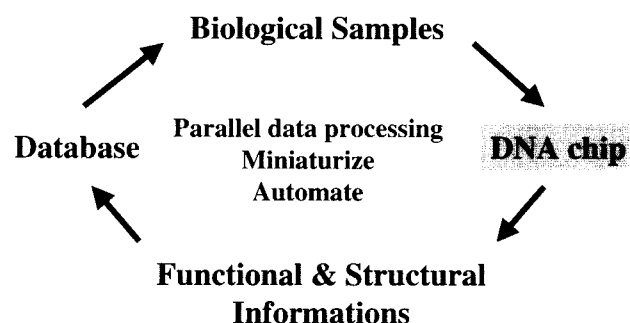 Biological Samples
Database
Parallel data processing
Miniaturize
Automate
DNA chip
Functional & Structural
Informations